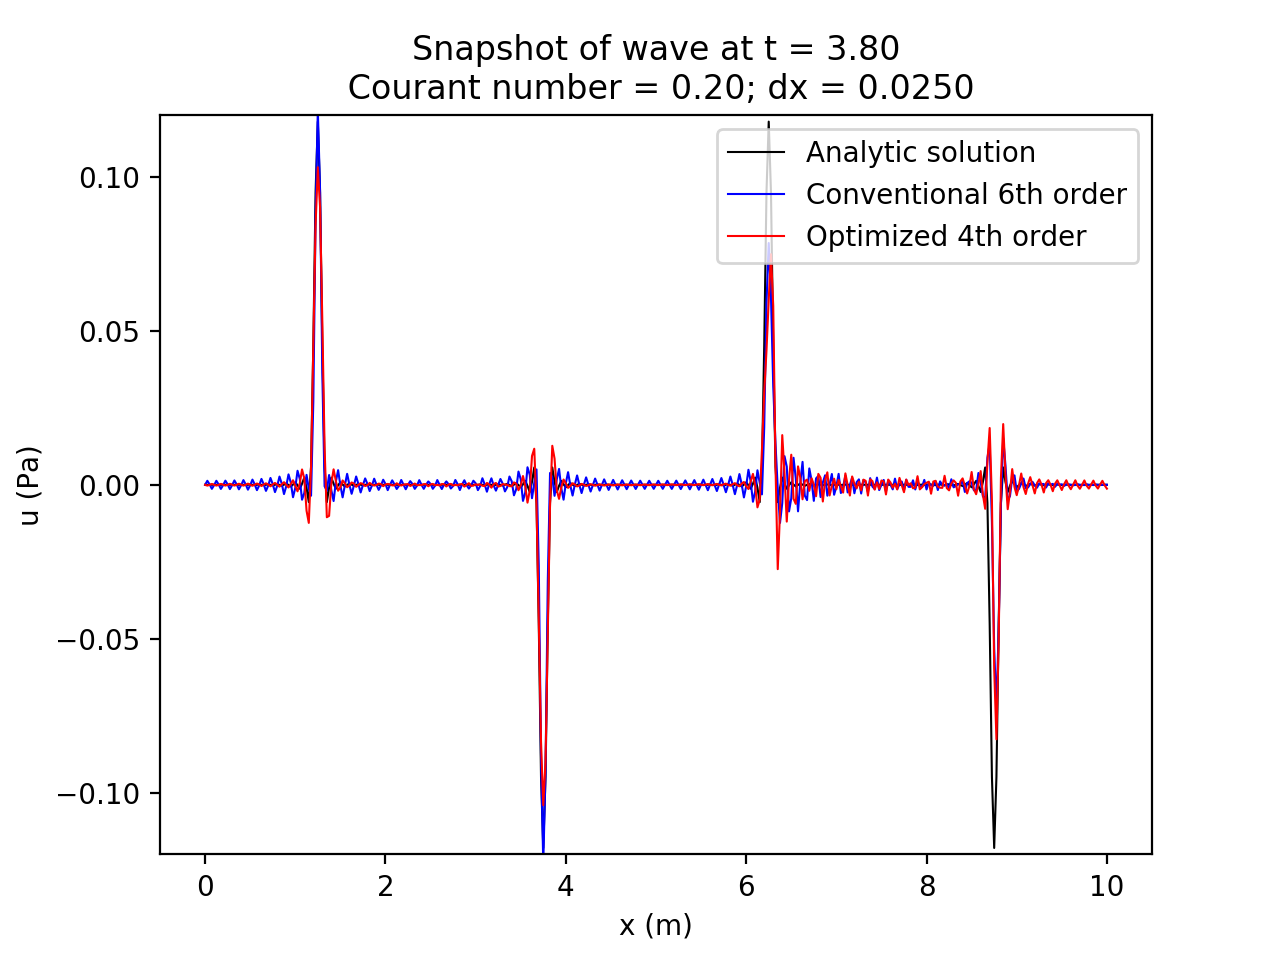 Snapshot of wave at t = 3.80
Courant number = 0.20; dx = 0.0250
Analytic solution
Conventional 6th order
Optimized 4th order
0.10
0.05
0.00
−0.05
−0.10
u (Pa)
0 2 4 6 8 10
x (m)